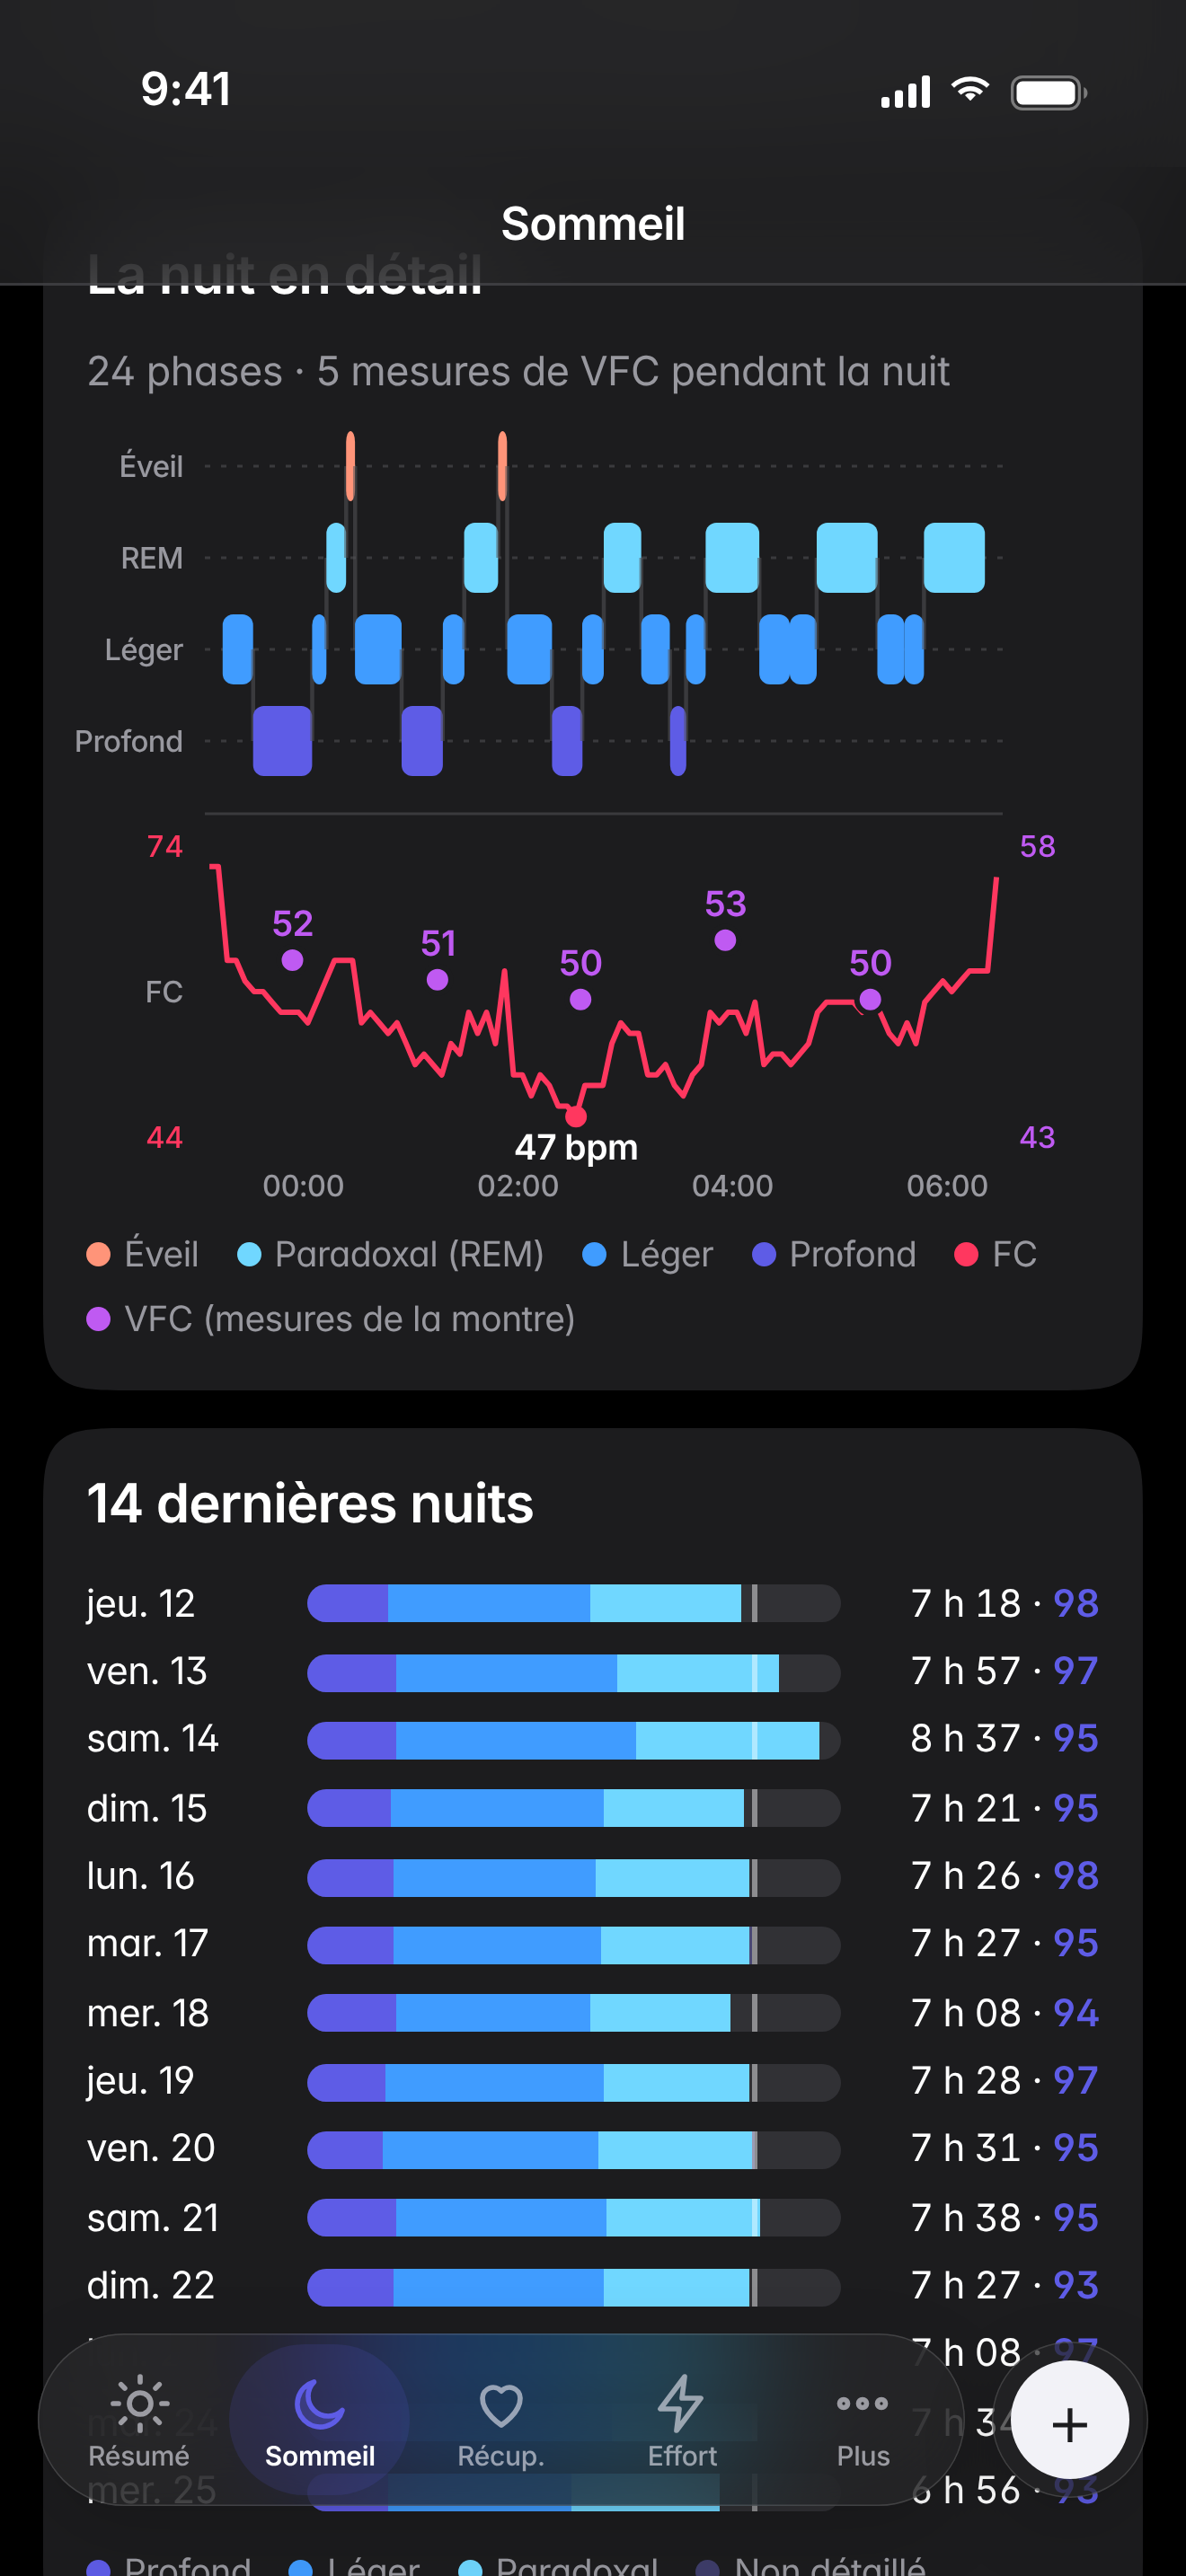 9:41
Sommeil
La nuit en détail
24 phases · 5 mesures de VFC pendant la nuit
Éveil
REM
Léger
Profond
74
58
52
51
50
53
50
FC
44
43
47 bpm
00:00 02:00 04:00 06:00
Éveil Paradoxal (REM) Léger Profond FC
VFC (mesures de la montre)
14 dernières nuits
jeu. 12 7 h 18 · 98
ven. 13 7 h 57 · 97
sam. 14 8 h 37 · 95
dim. 15 7 h 21 · 95
lun. 16 7 h 26 · 98
mar. 17 7 h 27 · 95
mer. 18 7 h 08 · 94
jeu. 19 7 h 28 · 97
ven. 20 7 h 31 · 95
sam. 21 7 h 38 · 95
dim. 22 7 h 27 · 93
7 h 08 · 97
24 7 h
mer. 25 6 h 56 · 93
Résumé Sommeil Récup. Effort Plus
Profond Léger Paradoxal Non détaillé